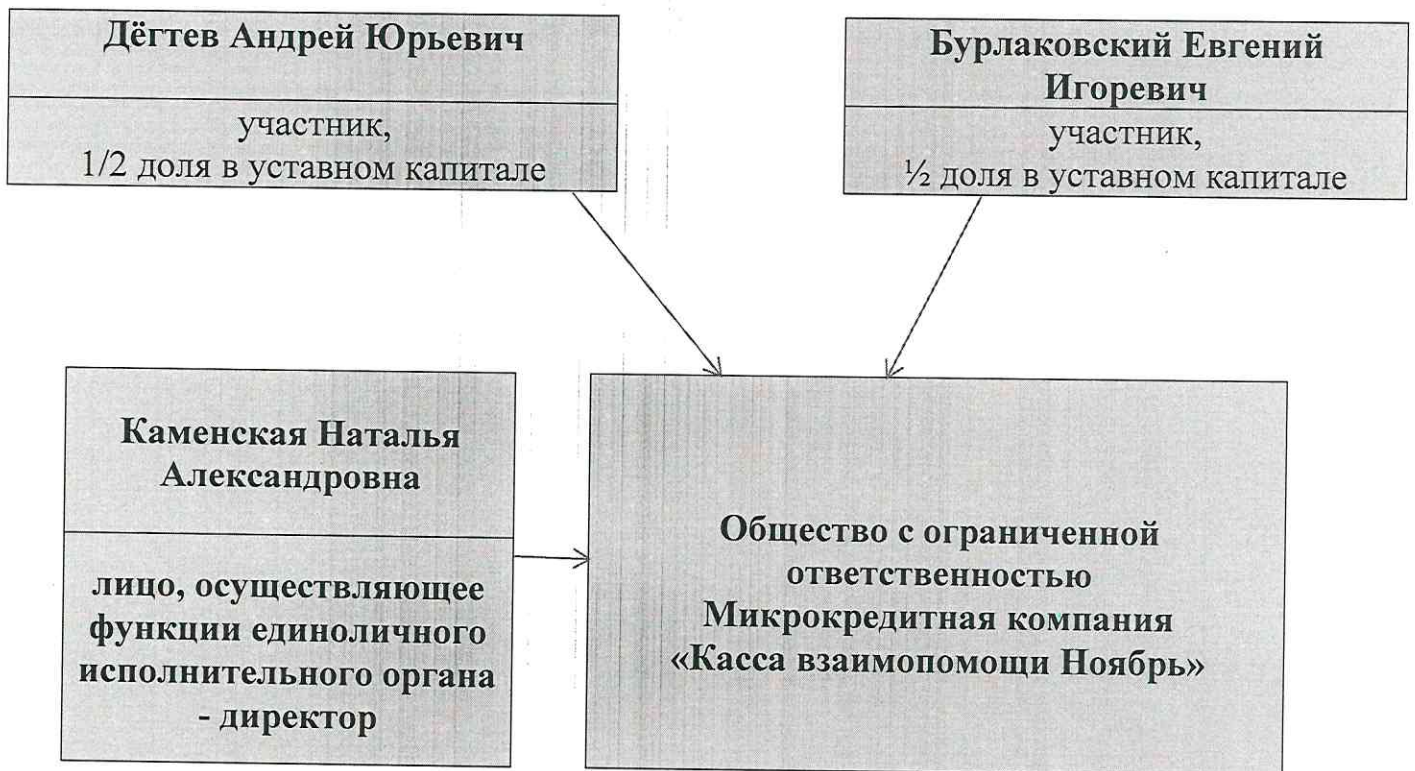 Дёгтев Андрей Юрьевич
участник,
1/2 доля в уставном капитале
Бурлаковский Евгений
Игоревич
участник,
½ доля в уставном капитале
Каменская Наталья
Александровна
лицо, осуществляющее
функции единоличного
исполнительного органа
- директор
Общество с ограниченной
ответственностью
Микрокредитная компания
«Касса взаимопомощи Ноябрь»